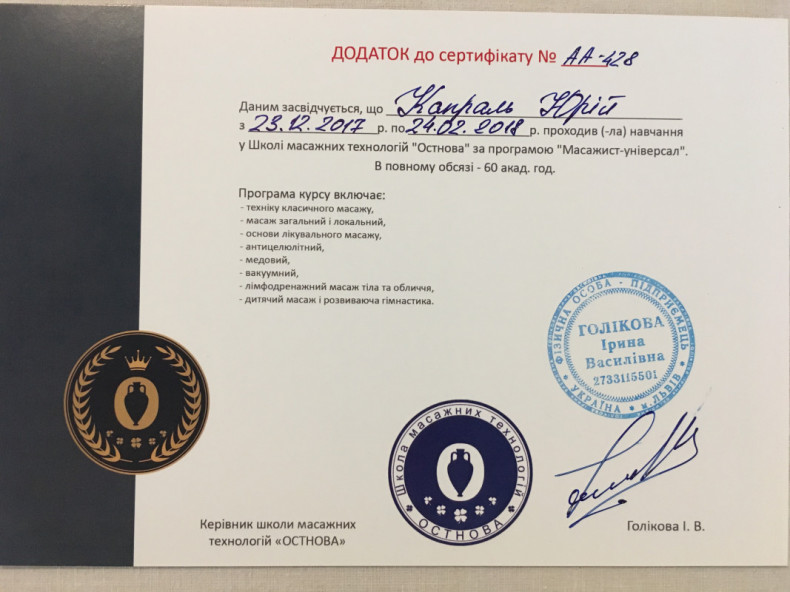 ДОДАТОК до сертифікату № АА-428
Даним засвідчується, що Капраль Юрій
з 23.12.2017 р. по 24.02.2018 р. проходив (-ла) навчання
у Школі масажних технологій "Остнова" за програмою "Масажист-універсал".
В повному обсязі - 60 акад. год.
Програма курсу включає:
- техніку класичного масажу,
- масаж загальний і локальний,
- основи лікувального масажу,
- антицелюлітний,
- медовий,
- вакуумний,
- лімфодренажний масаж тіла та обличчя,
- дитячий масаж і розвиваюча гімнастика.
ФІЗИЧНА ОСОБА - ПІДПРИЄМЕЦЬ
ГОЛІКОВА
Ірина
Василівна
2733115501
* УКРАЇНА * м.ЛЬВІВ *
Школа масажних технологій
О
ОСТНОВА
О
Керівник школи масажних
технологій «ОСТНОВА»
Голікова І. В.